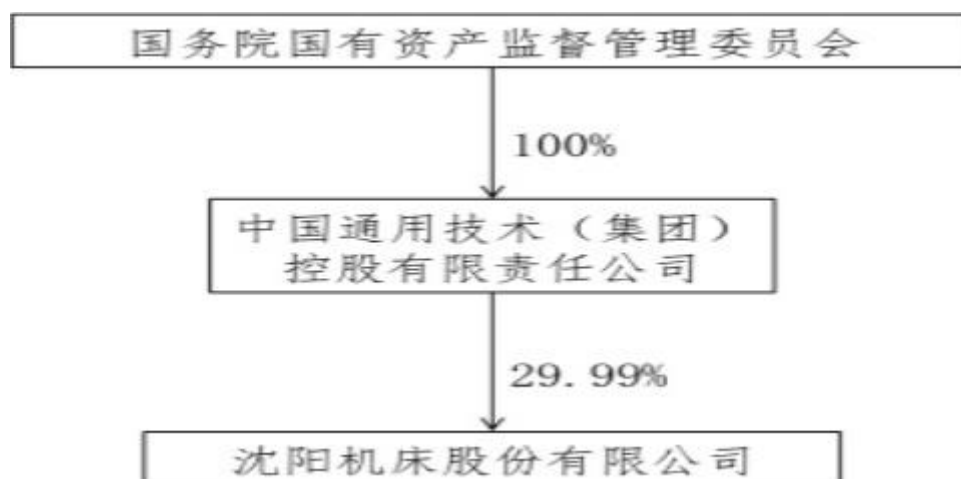 国务院国有资产监督管理委员会
100%
中国通用技术（集团）
控股有限责任公司
29.99%
沈阳机床股份有限公司